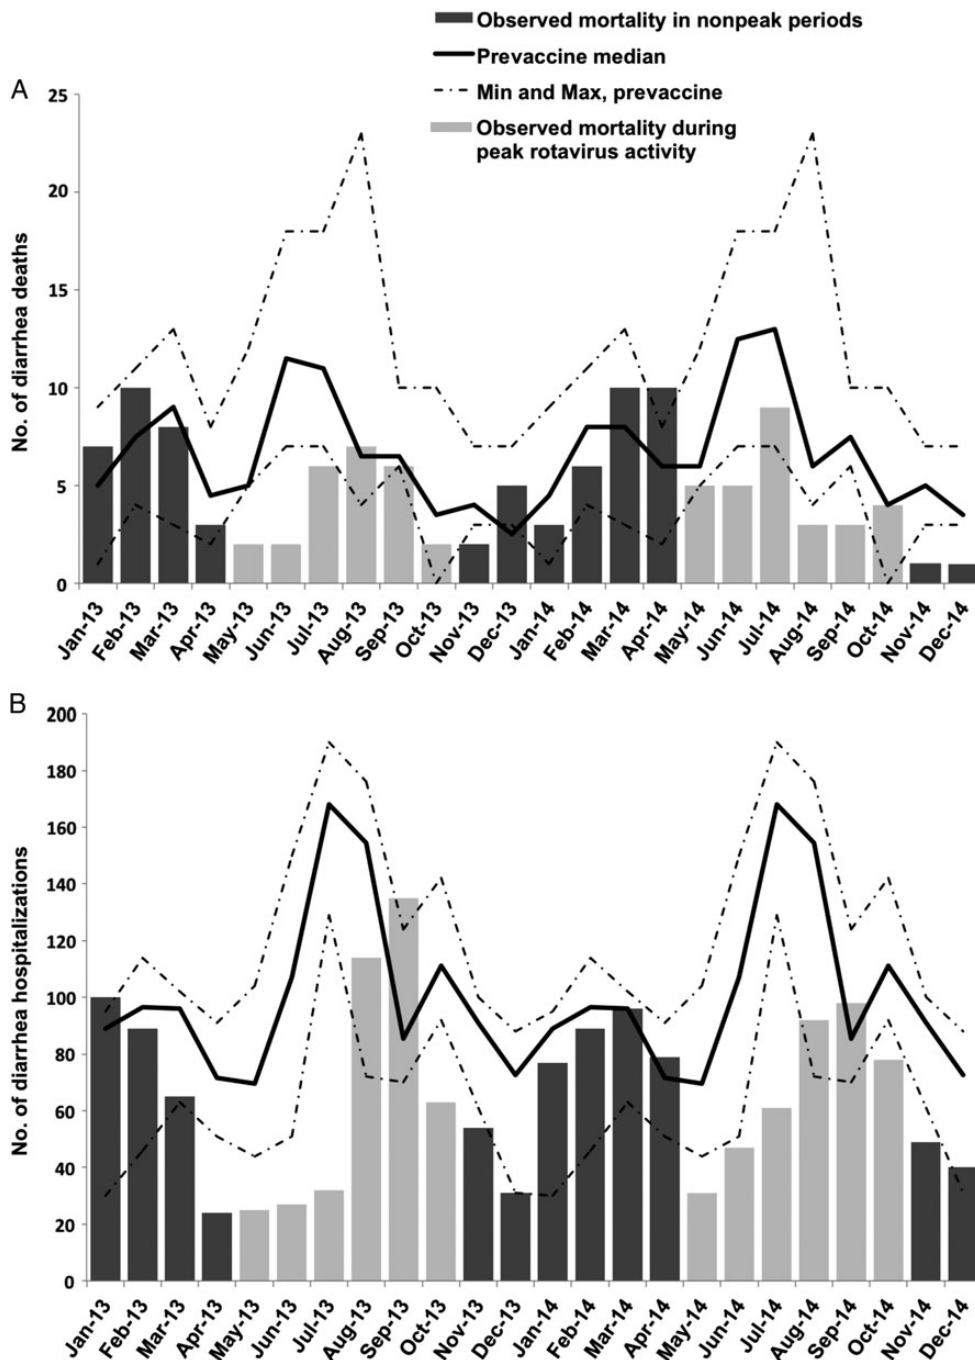 Observed mortality in nonpeak periods
Prevaccine median
Min and Max, prevaccine
Observed mortality during
peak rotavirus activity
A
No. of diarrhea deaths
25
20
15
10
5
0
Jan-13
Feb-13
Mar-13
Apr-13
May-13
Jun-13
Jul-13
Aug-13
Sep-13
Oct-13
Nov-13
Dec-13
Jan-14
Feb-14
Mar-14
Apr-14
May-14
Jun-14
Jul-14
Aug-14
Sep-14
Oct-14
Nov-14
Dec-14
B
No. of diarrhea hospitalizations
200
180
160
140
120
100
80
60
40
20
0
Jan-13
Feb-13
Mar-13
Apr-13
May-13
Jun-13
Jul-13
Aug-13
Sep-13
Oct-13
Nov-13
Dec-13
Jan-14
Feb-14
Mar-14
Apr-14
May-14
Jun-14
Jul-14
Aug-14
Sep-14
Oct-14
Nov-14
Dec-14